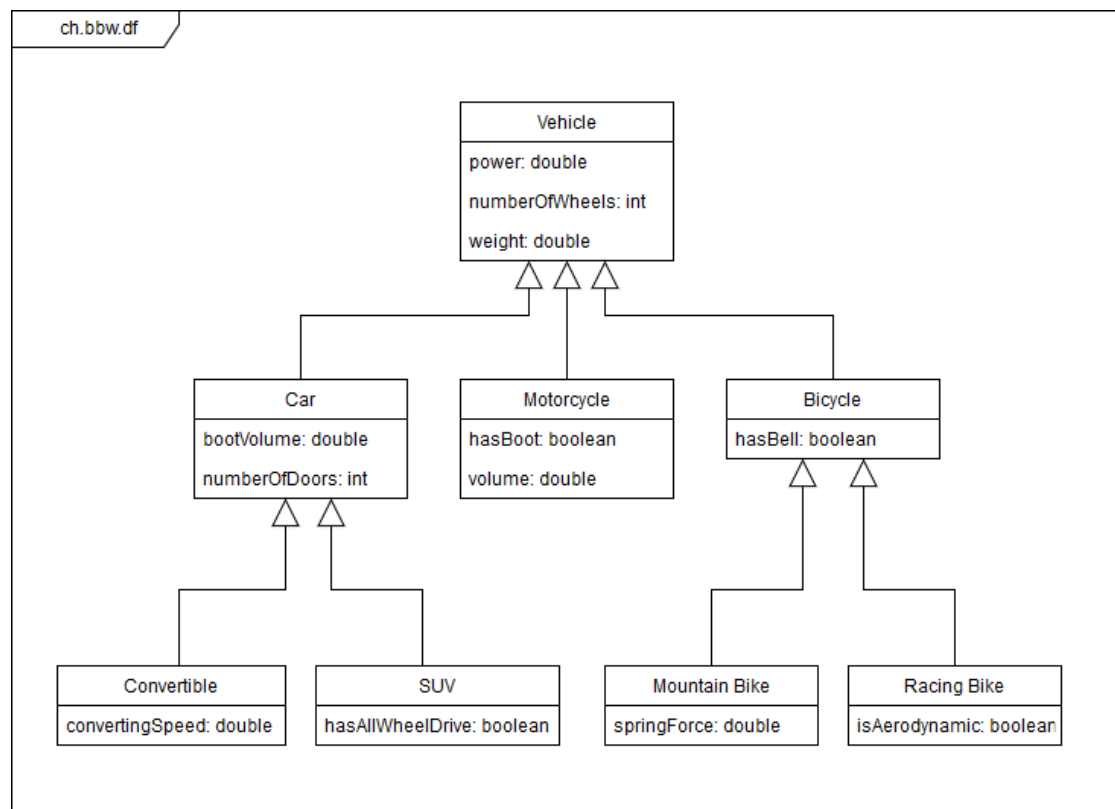 ch.bbw.df
Vehicle
power: double
numberOfWheels: int
weight: double
Car
bootVolume: double
numberOfDoors: int
Motorcycle
hasBoot: boolean
volume: double
Bicycle
hasBell: boolean
Convertible
convertingSpeed: double
SUV
hasAllWheelDrive: boolean
Mountain Bike
springForce: double
Racing Bike
isAerodynamic: boolean